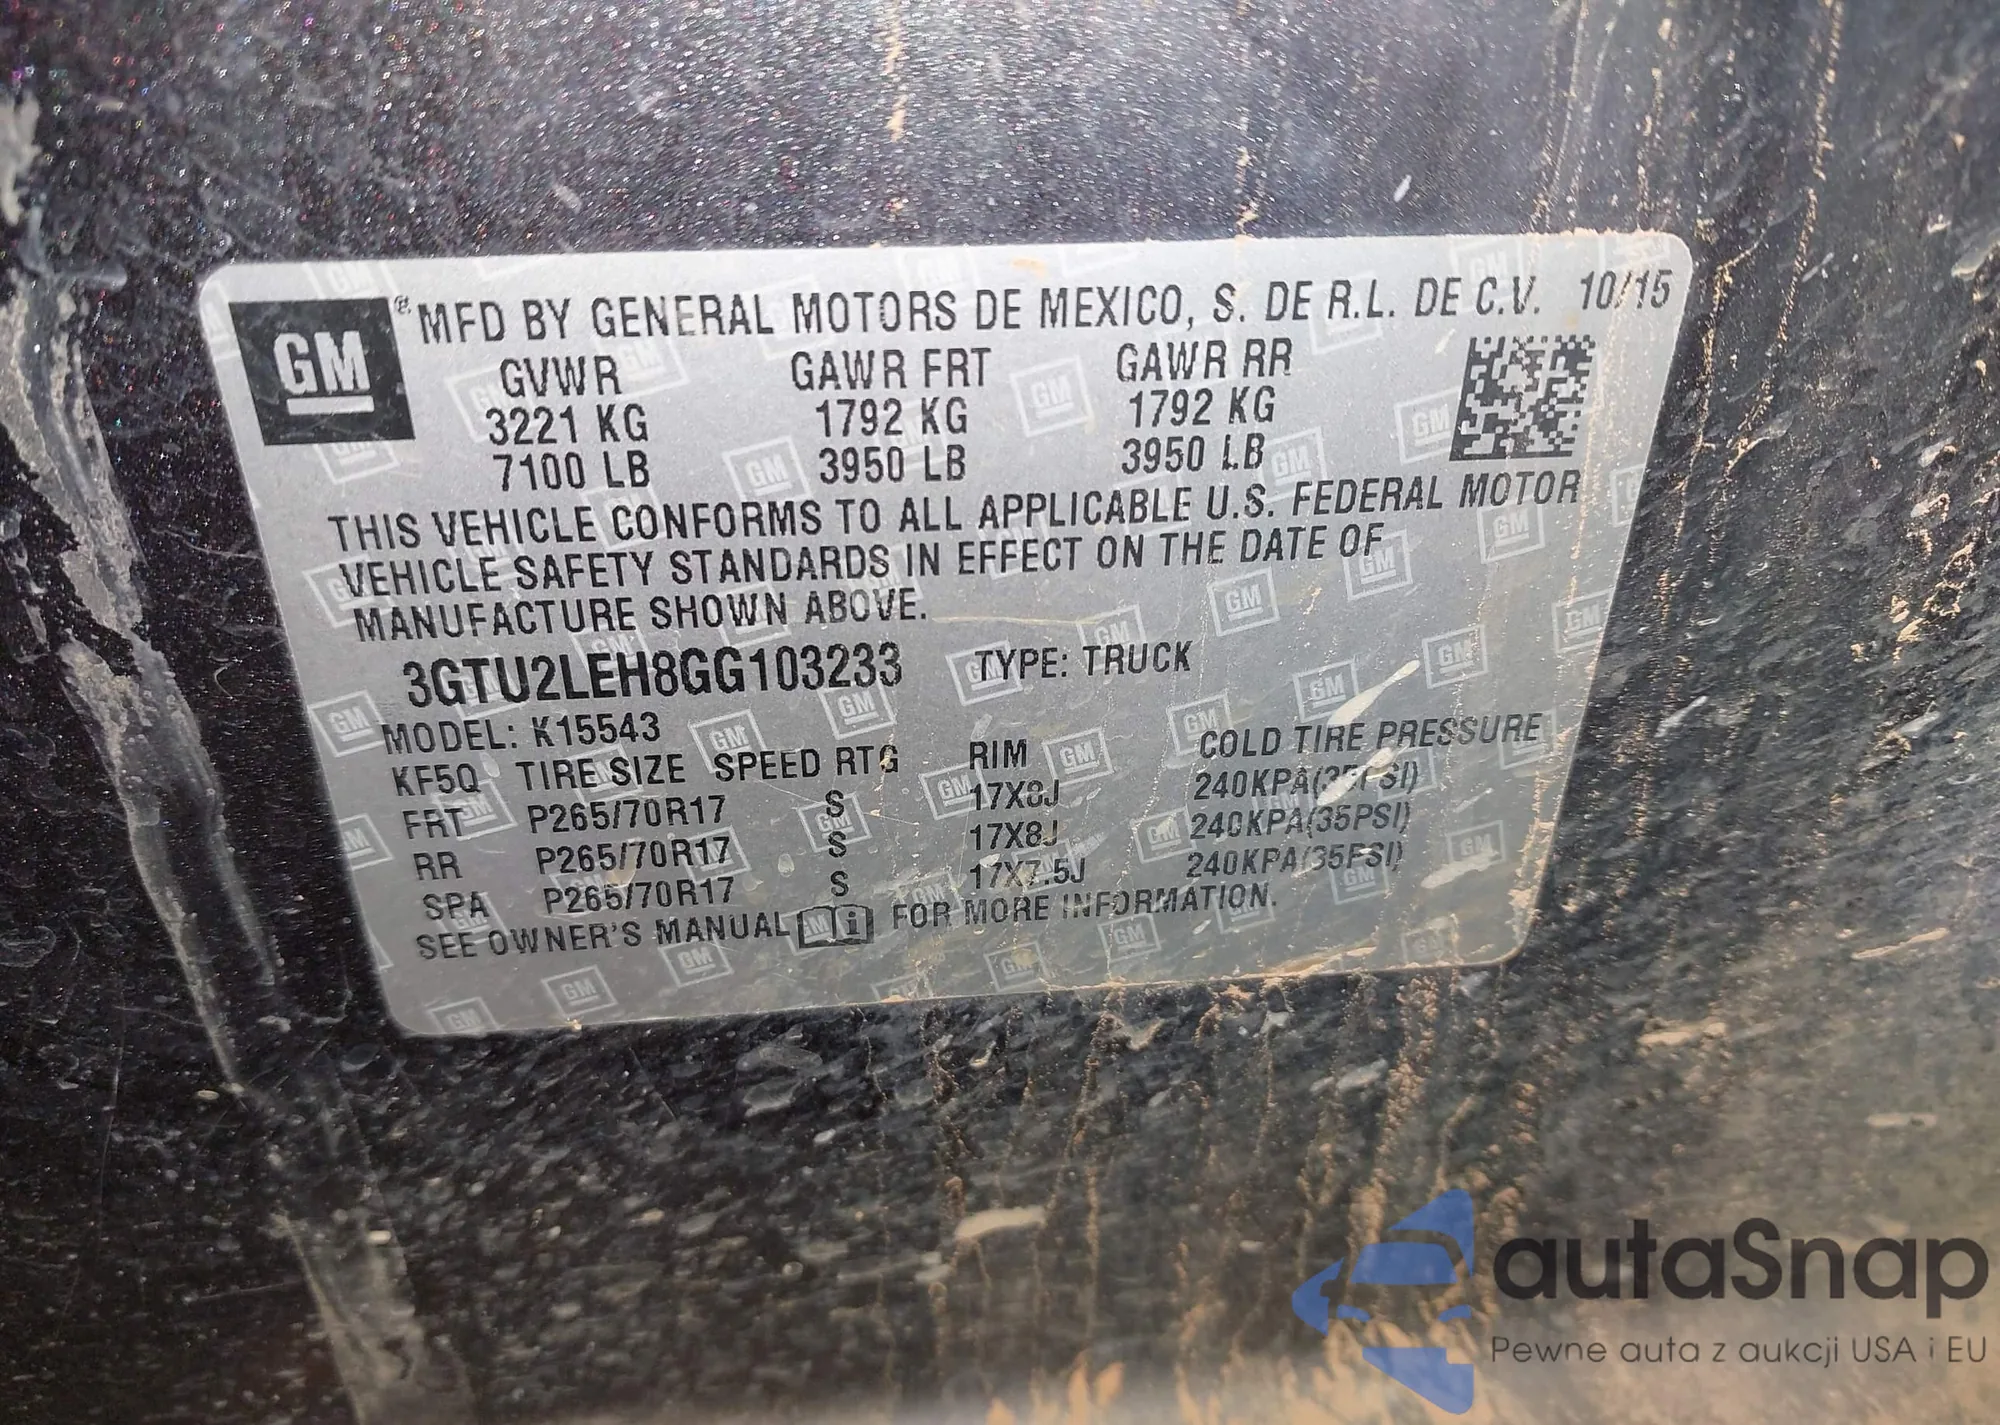 GM ® MFD BY GENERAL MOTORS DE MEXICO, S. DE R.L. DE C.V. 10/15
GVWR GAWR FRT GAWR RR
3221 KG 1792 KG 1792 KG
7100 LB 3950 LB 3950 LB
THIS VEHICLE CONFORMS TO ALL APPLICABLE U.S. FEDERAL MOTOR
VEHICLE SAFETY STANDARDS IN EFFECT ON THE DATE OF
MANUFACTURE SHOWN ABOVE.
3GTU2LEH8GG103233 TYPE: TRUCK
MODEL: K15543
KF5Q TIRE SIZE SPEED RTG RIM COLD TIRE PRESSURE
FRT P265/70R17 S 17X8J 240KPA(35PSI)
RR P265/70R17 S 17X8J 240KPA(35PSI)
SPA P265/70R17 S 17X7.5J 240KPA(35PSI)
SEE OWNER'S MANUAL i FOR MORE INFORMATION.
autaSnap
Pewne auta z aukcji USA i EU